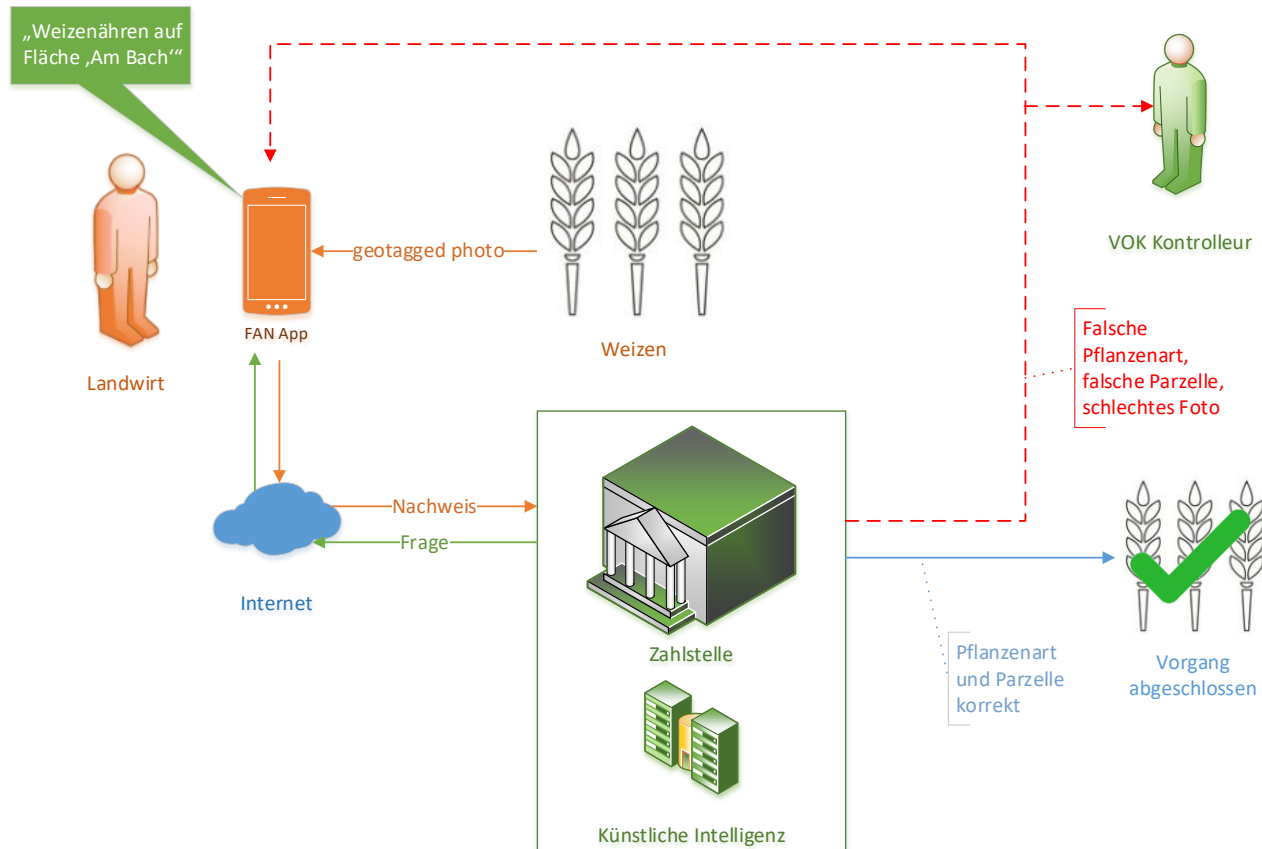 „Weizenähren auf
Fläche ‚Am Bach‘“
geotagged photo
VOK Kontrolleur
FAN App
Weizen
Landwirt
Falsche
Pflanzenart,
falsche Parzelle,
schlechtes Foto
Nachweis
Frage
Internet
Zahlstelle
Pflanzenart
und Parzelle
korrekt
Vorgang
abgeschlossen
Künstliche Intelligenz